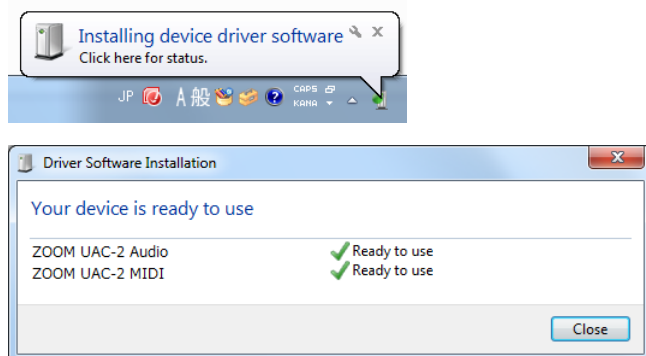 Installing device driver software
Click here for status.
JP A 般 ? CAPS KANA
Driver Software Installation
Your device is ready to use
ZOOM UAC-2 Audio Ready to use
ZOOM UAC-2 MIDI Ready to use
Close